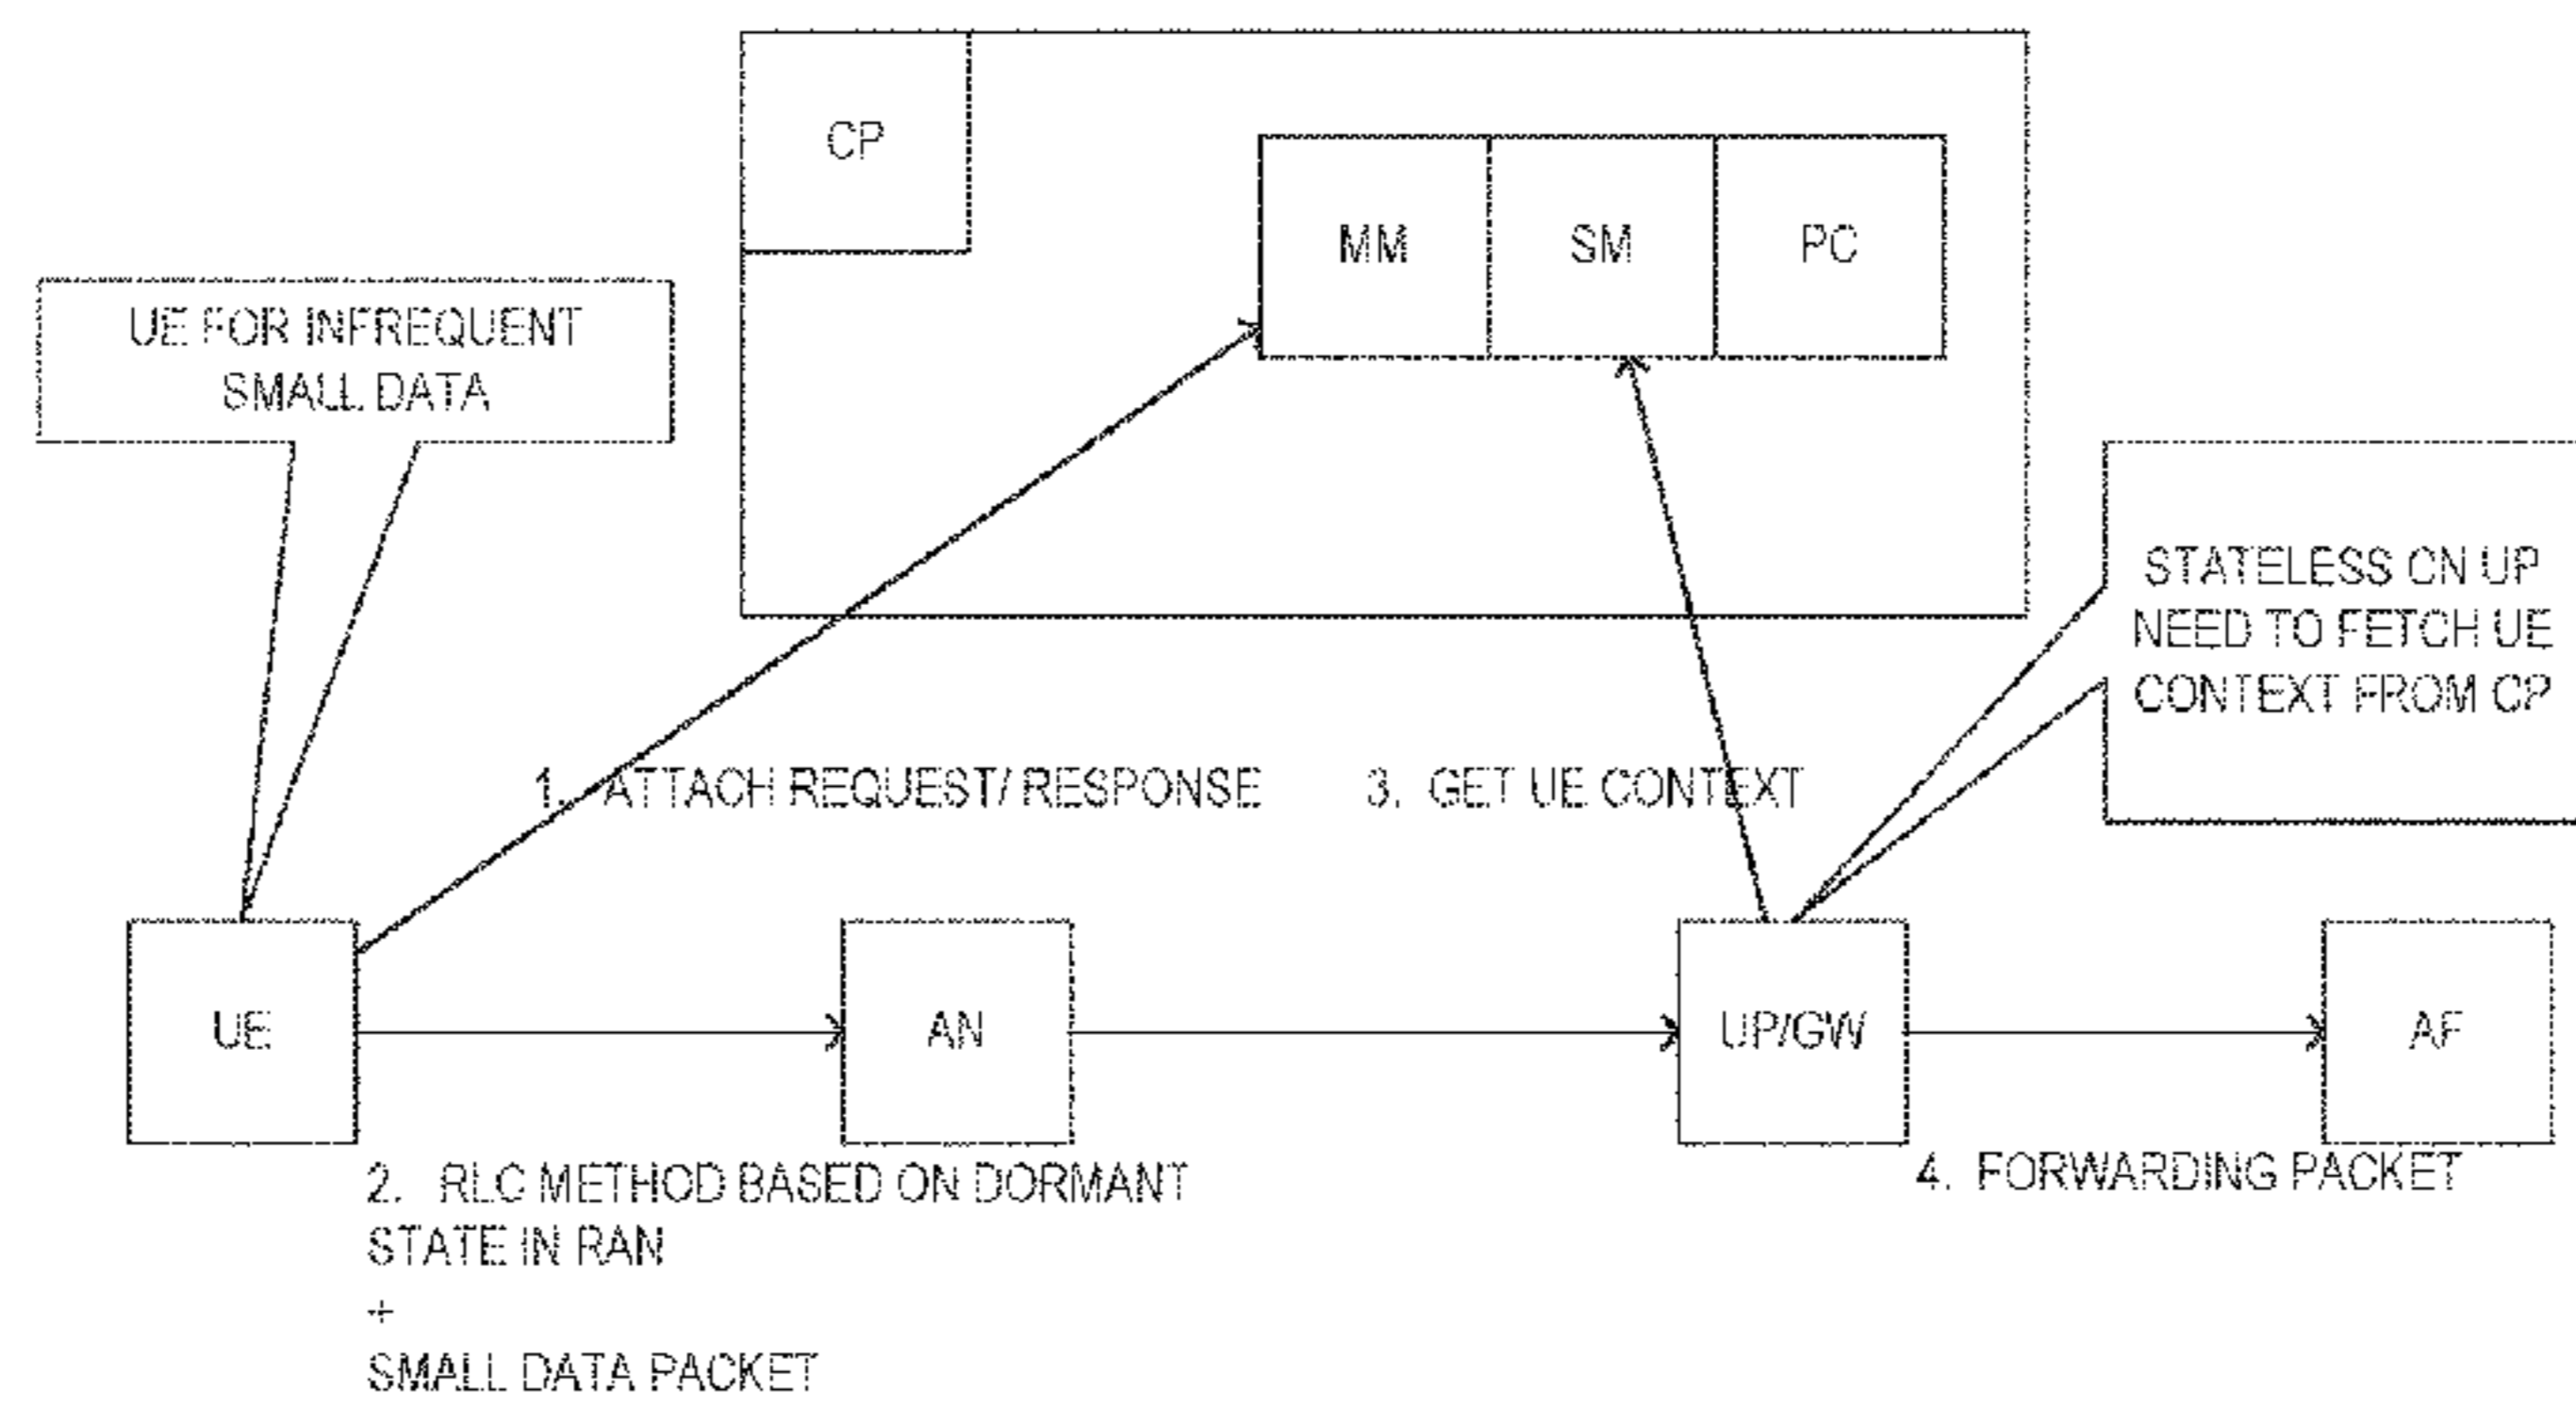 CP
MM
SM
PC
UE FOR INFREQUENT
SMALL DATA
STATELESS CN UP
NEED TO FETCH UE
CONTEXT FROM CP
1. ATTACH REQUEST/ RESPONSE
3. GET UE CONTEXT
UE
AN
UP/GW
AF
2. RLC METHOD BASED ON DORMANT
STATE IN RAN
+
SMALL DATA PACKET
4. FORWARDING PACKET